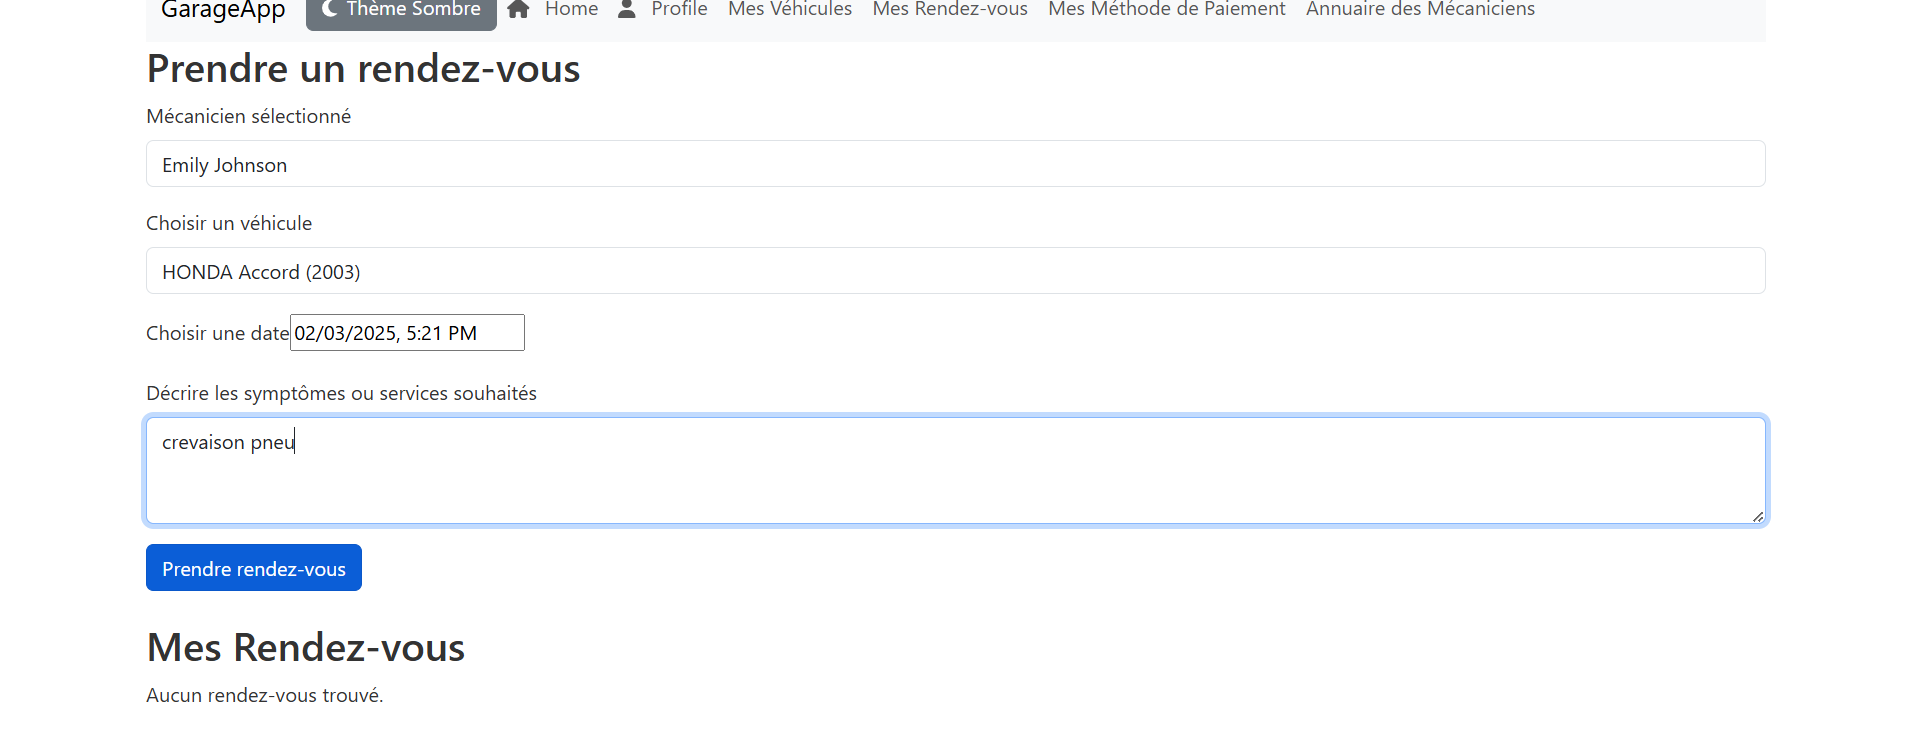 GarageApp Thème Sombre Home Profile Mes Véhicules Mes Rendez-vous Mes Méthode de Paiement Annuaire des Mécaniciens
Prendre un rendez-vous
Mécanicien sélectionné
Emily Johnson
Choisir un véhicule
HONDA Accord (2003)
Choisir une date 02/03/2025, 5:21 PM
Décrire les symptômes ou services souhaités
crevaison pneu
Prendre rendez-vous
Mes Rendez-vous
Aucun rendez-vous trouvé.